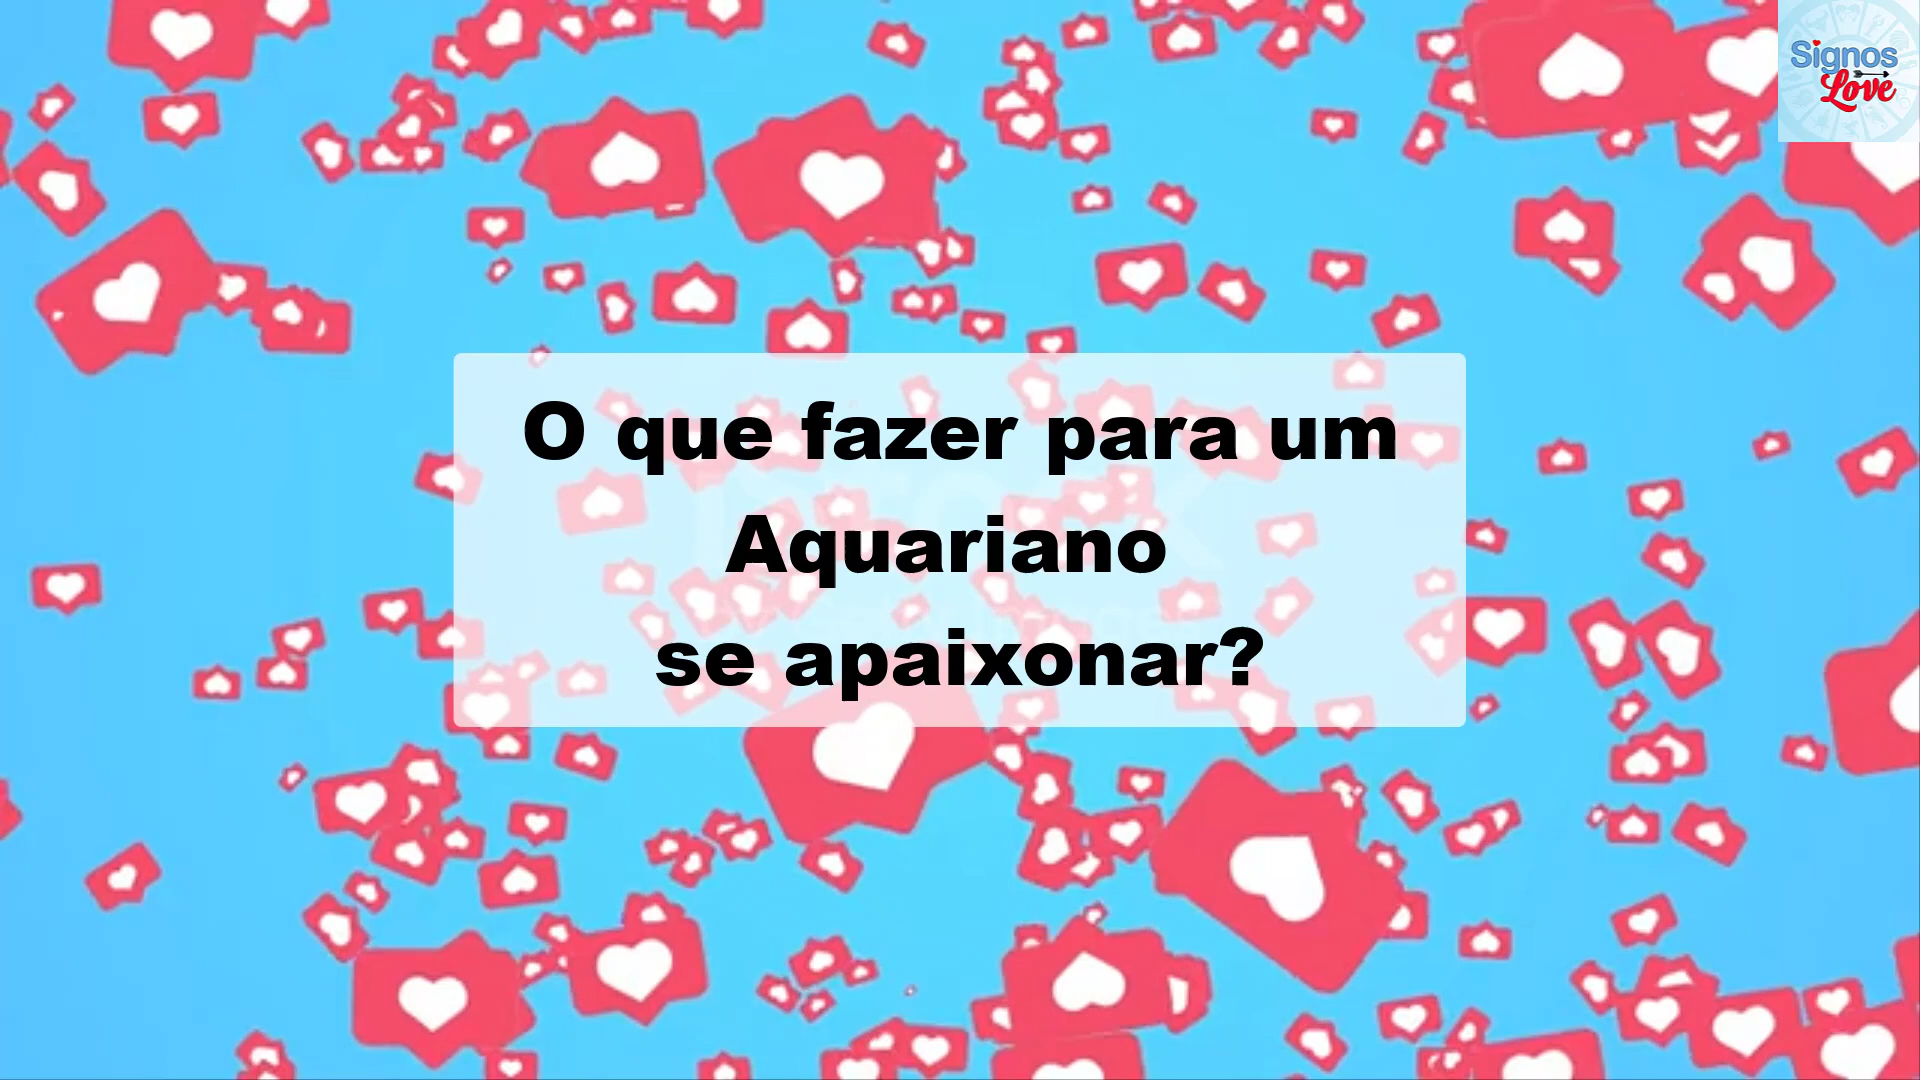 Signos
Love
O que fazer para um
Aquariano
se apaixonar?